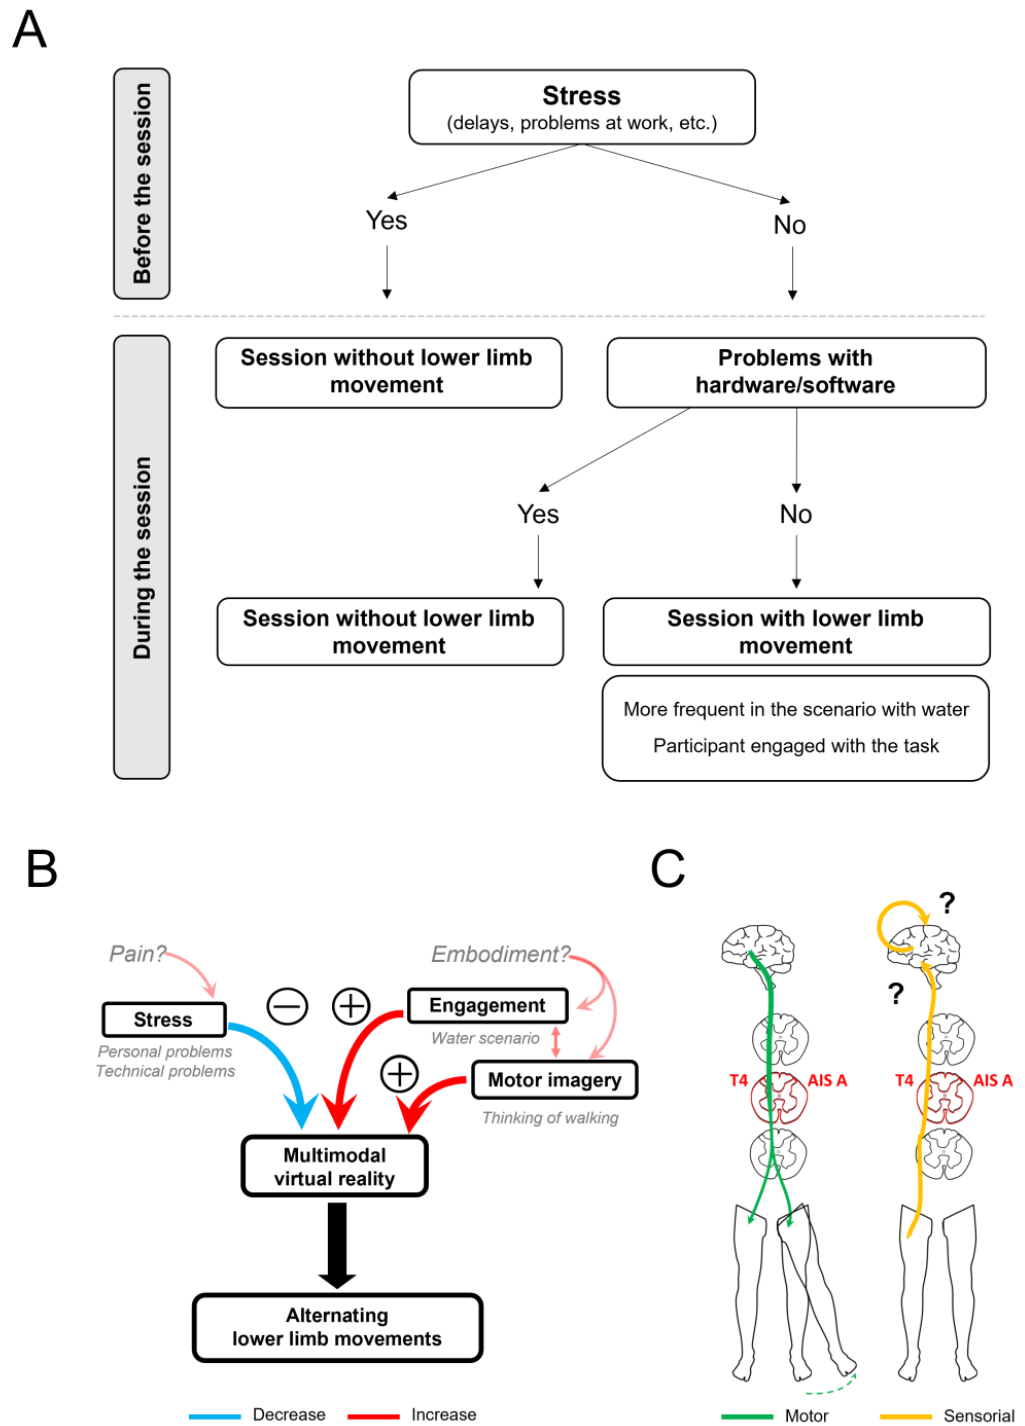 A
Before the session
Stress
(delays, problems at work, etc.)
Yes
No
During the session
Session without lower limb
movement
Problems with
hardware/software
Yes
No
Session without lower limb
movement
Session with lower limb
movement
More frequent in the scenario with water
Participant engaged with the task
B
Pain?
Embodiment?
Stress
Personal problems
Technical problems
−
+
Engagement
Water scenario
+
Motor imagery
Thinking of walking
Multimodal
virtual reality
Alternating
lower limb movements
Decrease
Increase
C
?
?
T4
AIS A
T4
AIS A
Motor
Sensorial